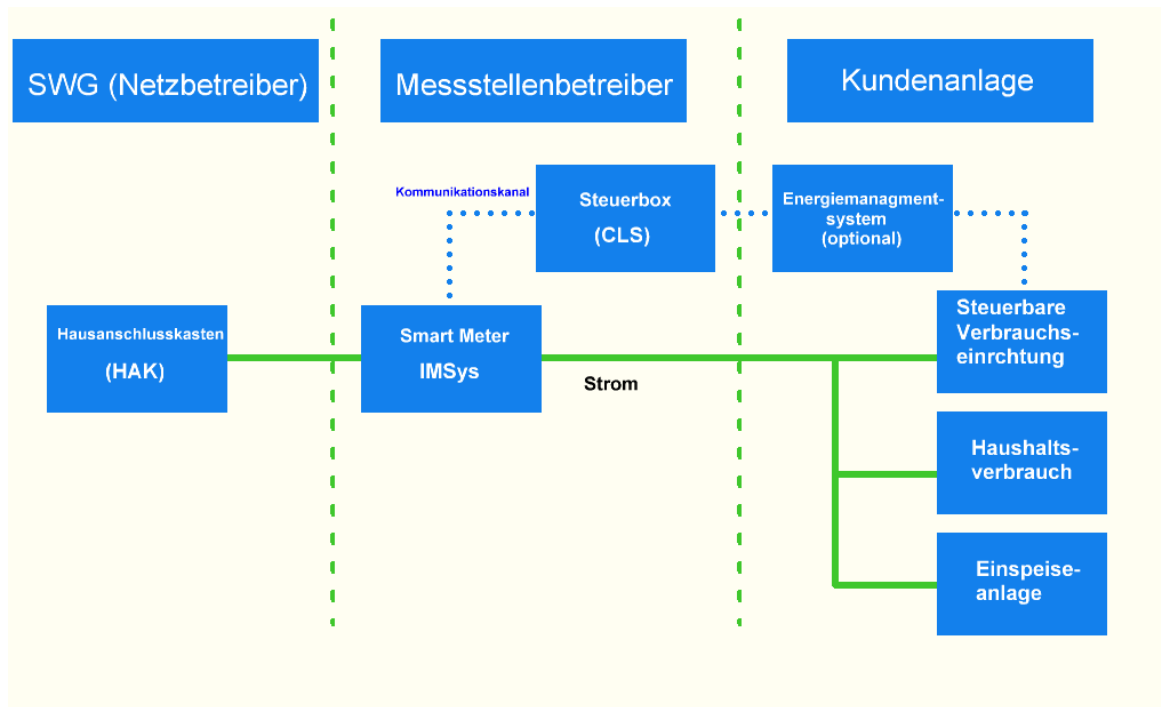 SWG (Netzbetreiber)
Messstellenbetreiber
Kundenanlage
Kommunikationskanal
Steuerbox
(CLS)
Energiemanagment-
system
(optional)
Hausanschlusskasten
(HAK)
Smart Meter
IMSys
Strom
Steuerbare
Verbrauchs-
einrchtung
Haushalts-
verbrauch
Einspeise-
anlage